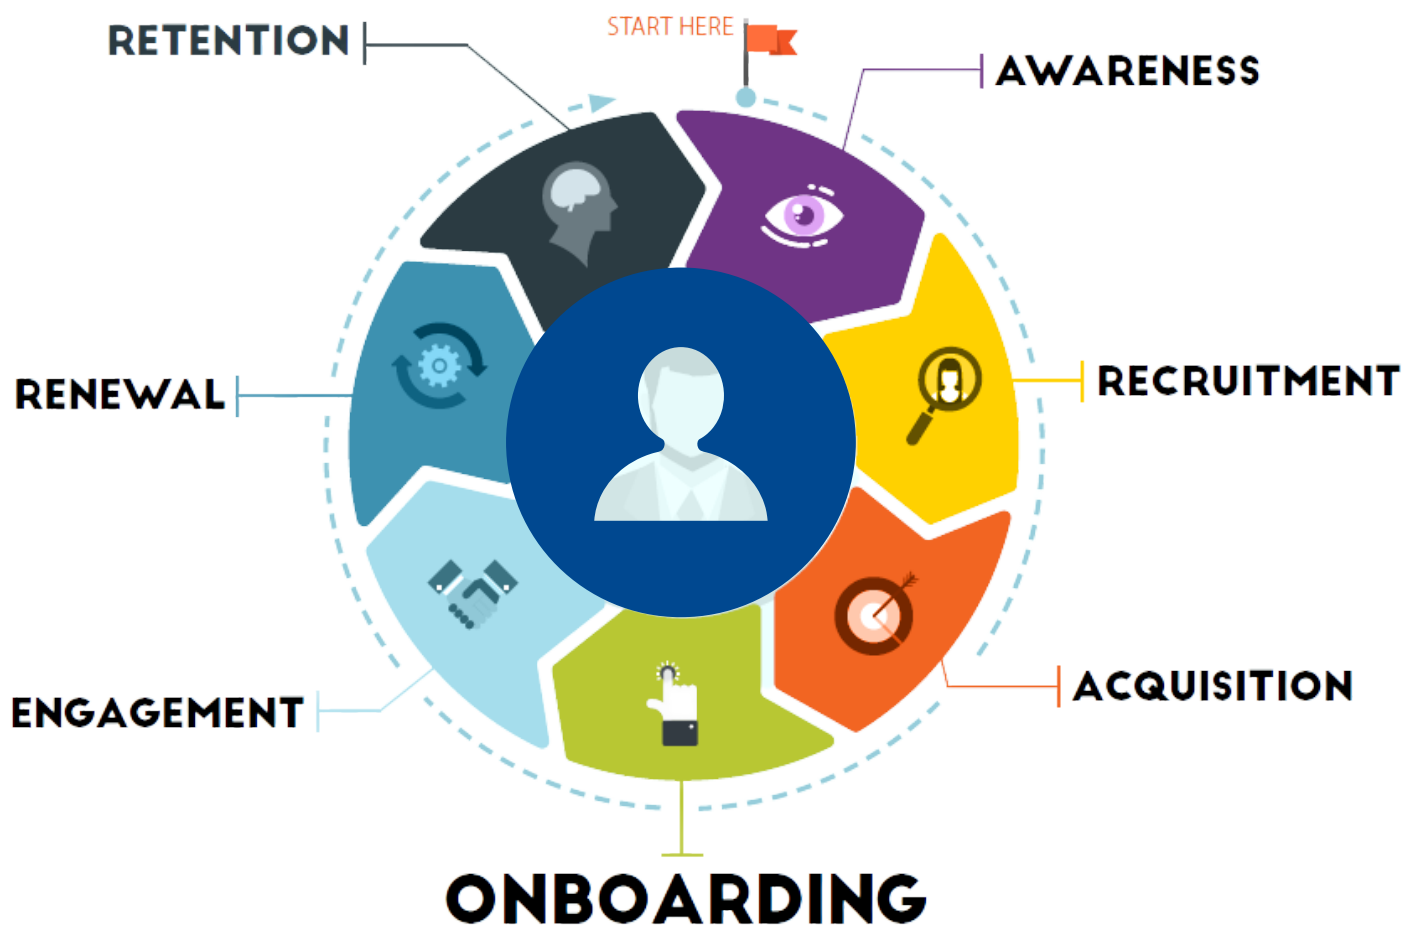 START HERE
AWARENESS
RECRUITMENT
ACQUISITION
ONBOARDING
ENGAGEMENT
RENEWAL
RETENTION